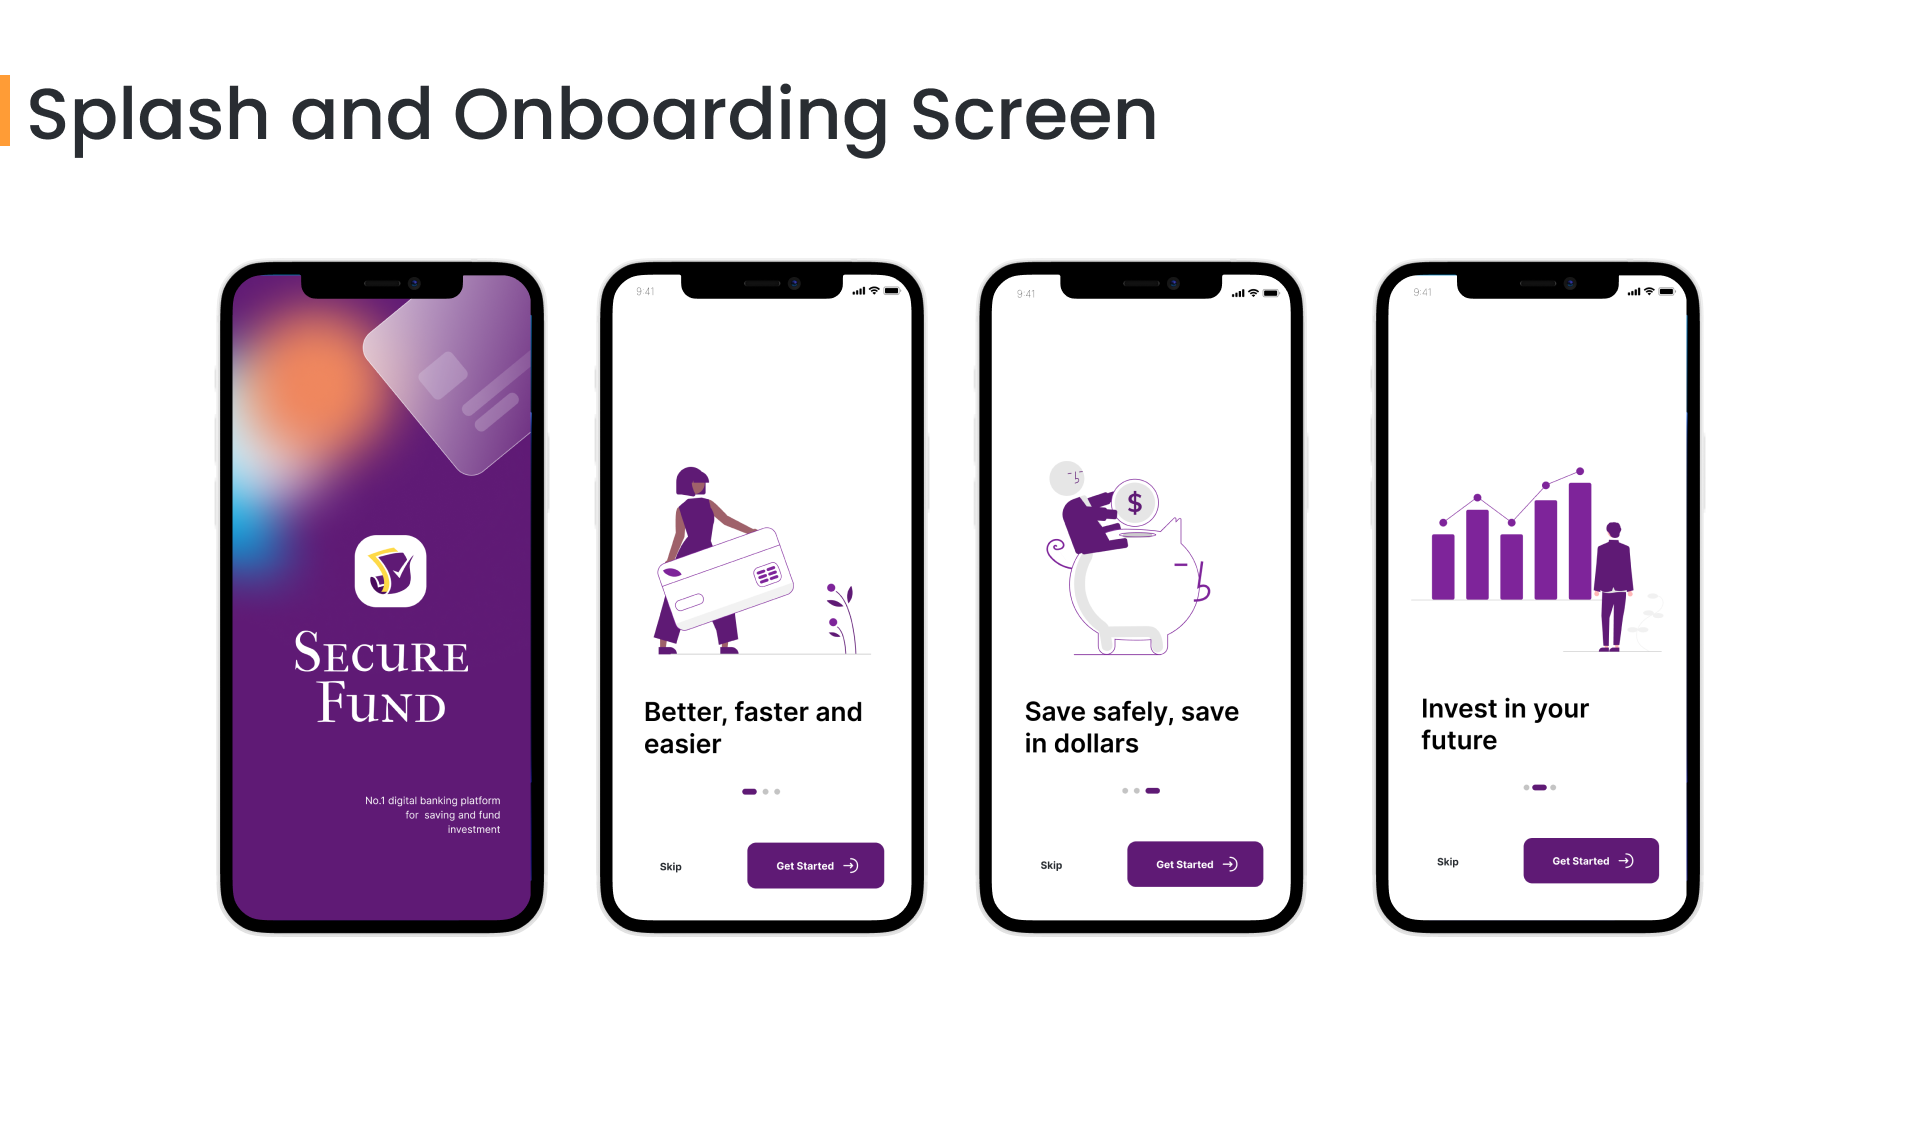 Splash and Onboarding Screen
SECURE
FUND
No.1 digital banking platform
for saving and fund
investment
9:41
Better, faster and
easier
Skip
Get Started
9:41
$
Save safely, save
in dollars
Skip
Get Started
9:41
Invest in your
future
Skip
Get Started